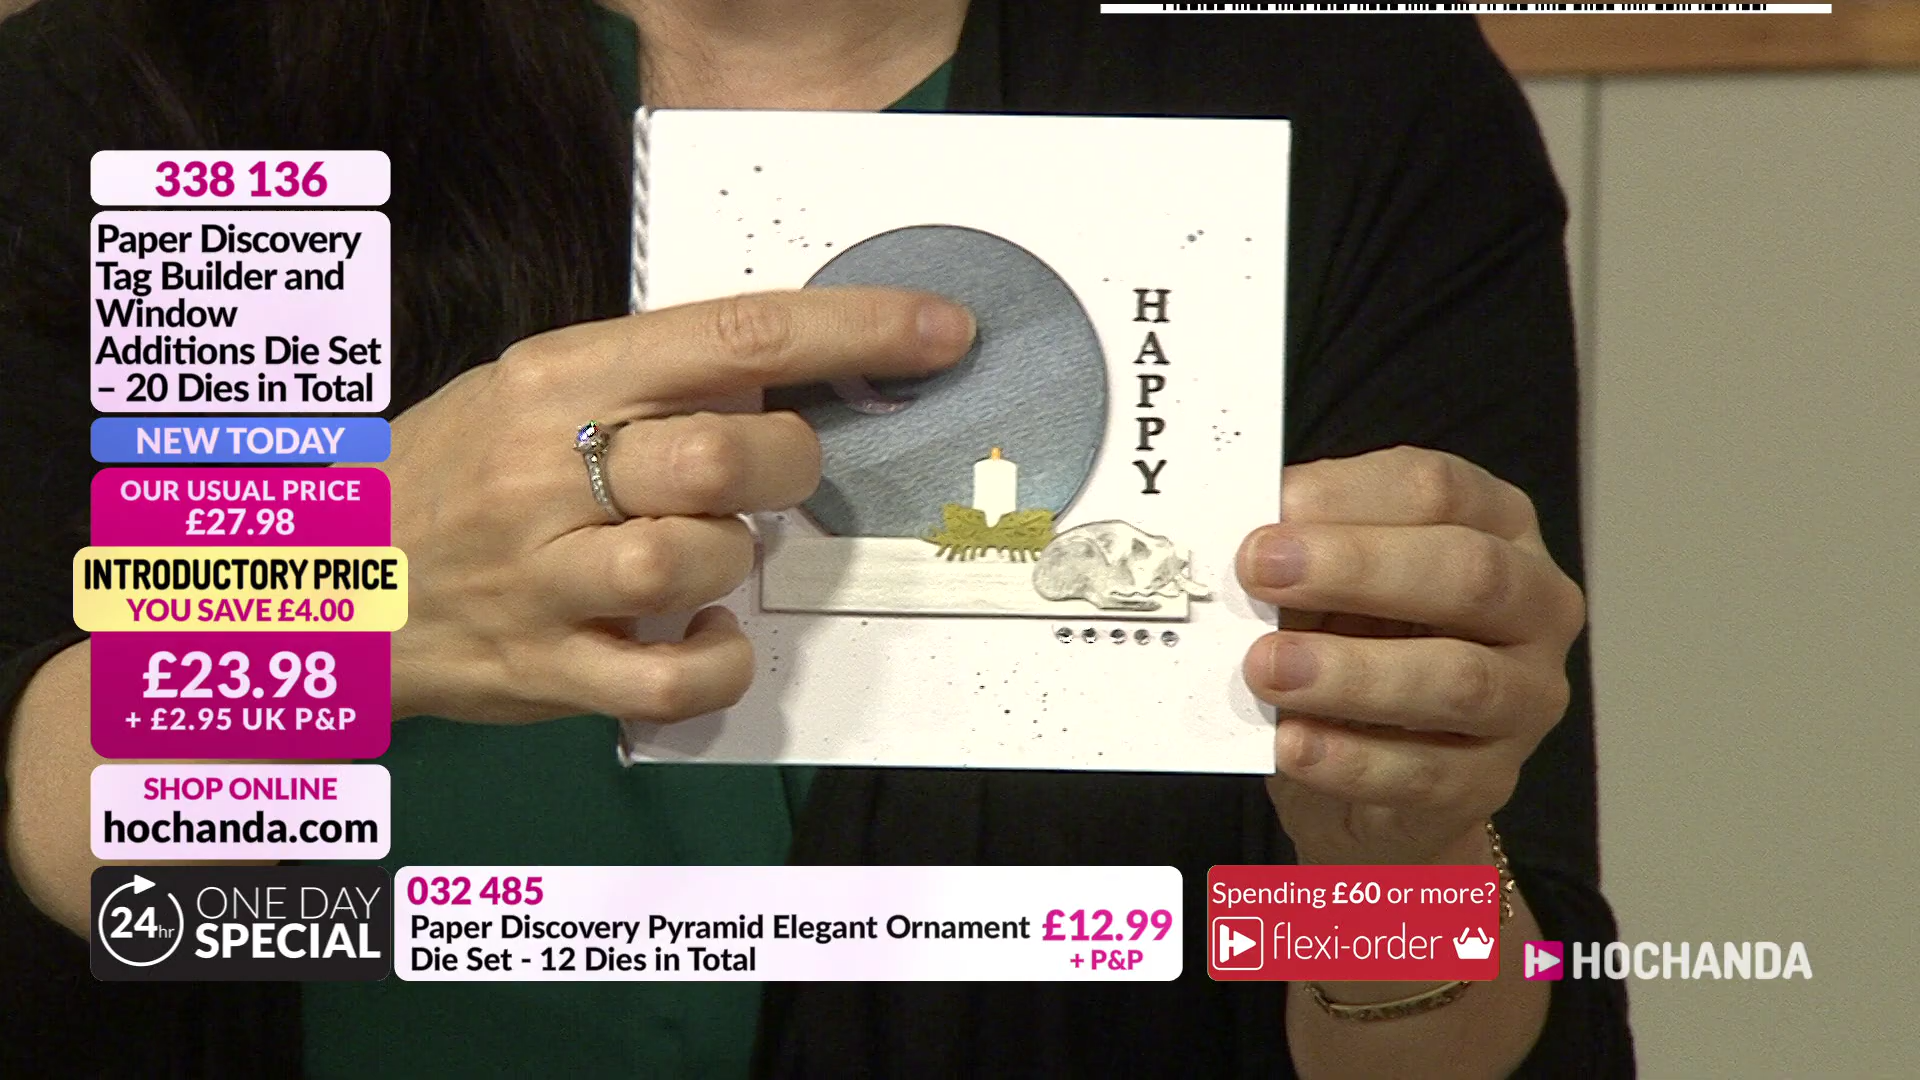 338 136
Paper Discovery
Tag Builder and
Window
Additions Die Set
– 20 Dies in Total
NEW TODAY
OUR USUAL PRICE
£27.98
INTRODUCTORY PRICE
YOU SAVE £4.00
£23.98
+ £2.95 UK P&P
SHOP ONLINE
hochanda.com
24hr
ONE DAY
SPECIAL
032 485
Paper Discovery Pyramid Elegant Ornament
Die Set - 12 Dies in Total
£12.99
+ P&P
Spending £60 or more?
flexi-order
HOCHANDA
HAPPY